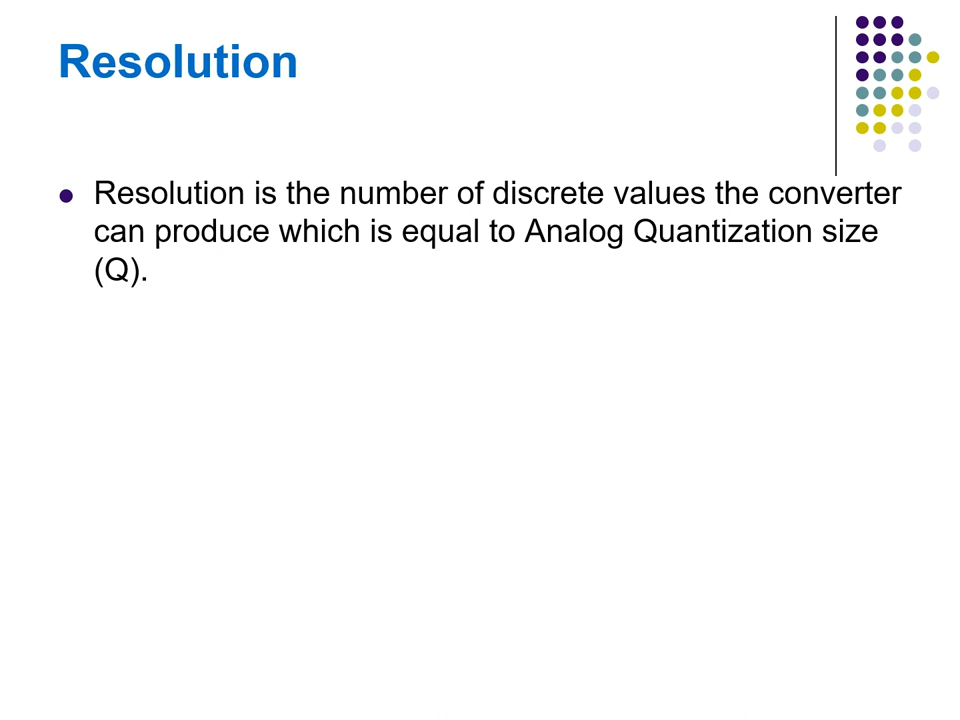 Resolution
Resolution is the number of discrete values the converter
can produce which is equal to Analog Quantization size
(Q).